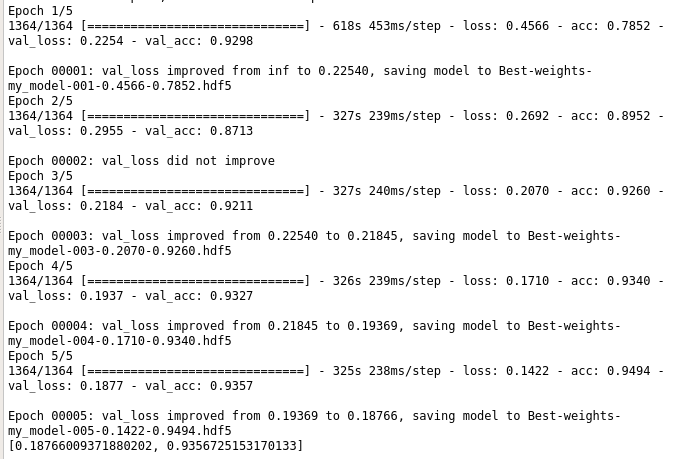 Epoch 1/5
1364/1364 [==============================] - 618s 453ms/step - loss: 0.4566 - acc: 0.7852 -
val_loss: 0.2254 - val_acc: 0.9298
Epoch 00001: val_loss improved from inf to 0.22540, saving model to Best-weights-
my_model-001-0.4566-0.7852.hdf5
Epoch 2/5
1364/1364 [==============================] - 327s 239ms/step - loss: 0.2692 - acc: 0.8952 -
val_loss: 0.2955 - val_acc: 0.8713
Epoch 00002: val_loss did not improve
Epoch 3/5
1364/1364 [==============================] - 327s 240ms/step - loss: 0.2070 - acc: 0.9260 -
val_loss: 0.2184 - val_acc: 0.9211
Epoch 00003: val_loss improved from 0.22540 to 0.21845, saving model to Best-weights-
my_model-003-0.2070-0.9260.hdf5
Epoch 4/5
1364/1364 [==============================] - 326s 239ms/step - loss: 0.1710 - acc: 0.9340 -
val_loss: 0.1937 - val_acc: 0.9327
Epoch 00004: val_loss improved from 0.21845 to 0.19369, saving model to Best-weights-
my_model-004-0.1710-0.9340.hdf5
Epoch 5/5
1364/1364 [==============================] - 325s 238ms/step - loss: 0.1422 - acc: 0.9494 -
val_loss: 0.1877 - val_acc: 0.9357
Epoch 00005: val_loss improved from 0.19369 to 0.18766, saving model to Best-weights-
my_model-005-0.1422-0.9494.hdf5
[0.18766009371880202, 0.9356725153170133]